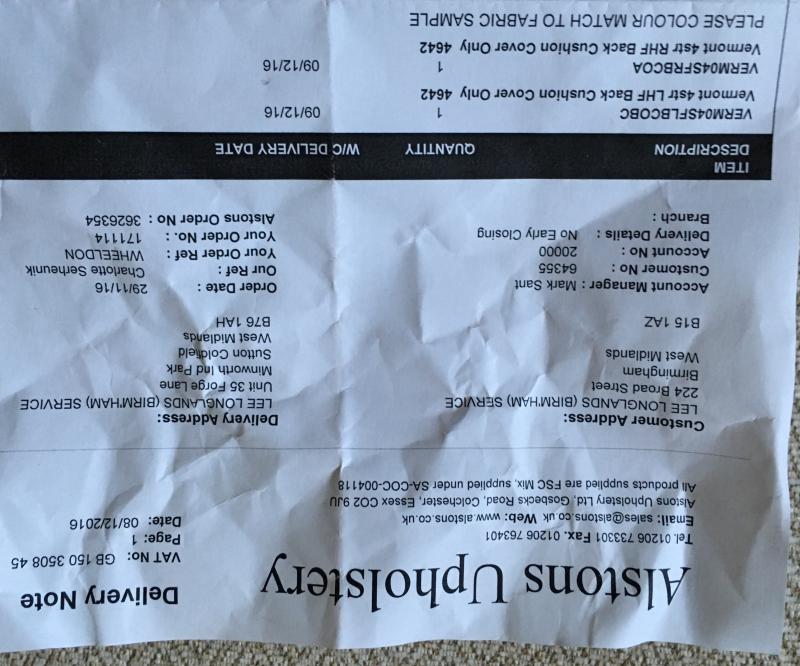 Alstons Upholstery
Delivery Note
Tel. 01206 733301 Fax. 01206 763401
Email: sales@alstons.co.uk Web: www.alstons.co.uk
Alstons Upholstery Ltd, Gosbecks Road, Colchester, Essex CO2 9JU
All products supplied are FSC Mix, supplied under SA-COC-004118
VAT No: GB 150 3508 45
Page: 1
Date: 08/12/2016
Customer Address:
LEE LONGLANDS (BIRM'HAM) SERVICE
224 Broad Street
Birmingham
West Midlands
B15 1AZ
Delivery Address:
LEE LONGLANDS (BIRM'HAM) SERVICE
Unit 35 Forge Lane
Minworth Ind Park
Sutton Coldfield
West Midlands
B76 1AH
Account Manager : Mark Sant
Customer No : 64355
Account No : 20000
Delivery Details : No Early Closing
Branch :
Order Date : 29/11/16
Our Ref : Charlotte Serheunik
Your Order Ref : WHEELDON
Your Order No. : 171114
Alstons Order No : 3626354
ITEM
DESCRIPTION QUANTITY W/C DELIVERY DATE
VERM04SFLBCOBC 1 09/12/16
Vermont 4str LHF Back Cushion Cover Only 4642
VERM04SFRBCOA 1 09/12/16
Vermont 4str RHF Back Cushion Cover Only 4642
PLEASE COLOUR MATCH TO FABRIC SAMPLE